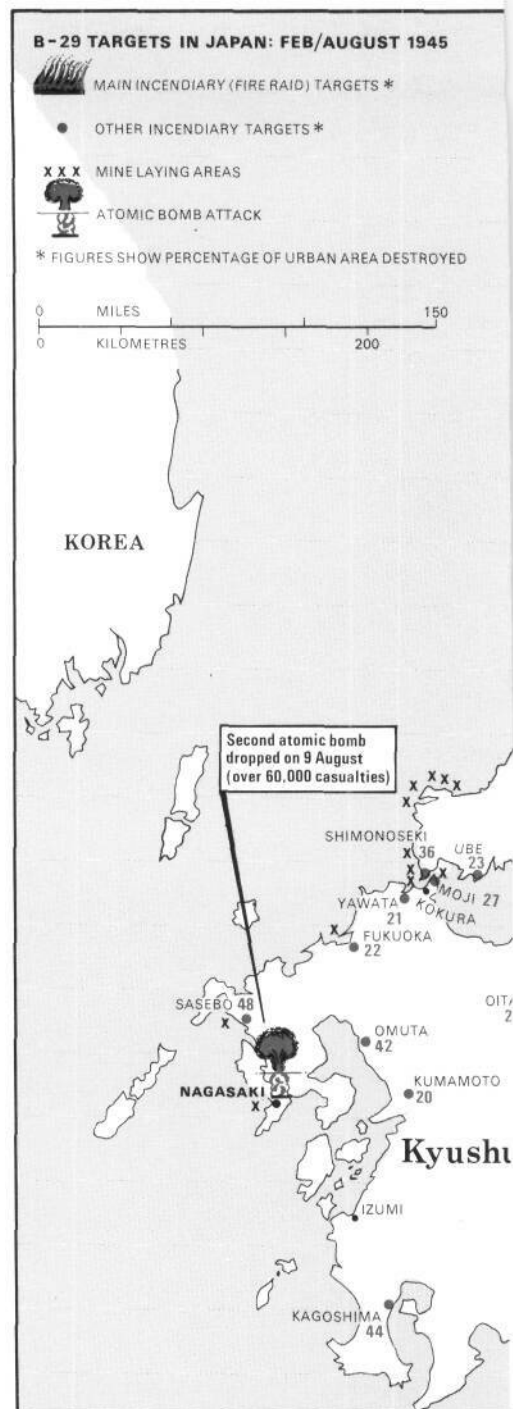 B-29 TARGETS IN JAPAN: FEB/AUGUST 1945
MAIN INCENDIARY (FIRE RAID) TARGETS *
OTHER INCENDIARY TARGETS *
x x x MINE LAYING AREAS
ATOMIC BOMB ATTACK
* FIGURES SHOW PERCENTAGE OF URBAN AREA DESTROYED
0 MILES 150
0 KILOMETRES 200
KOREA
Second atomic bomb
dropped on 9 August
(over 60,000 casualties)
SHIMONOSEKI
36
UBE
23
MOJI 27
KOKURA
YAWATA
21
FUKUOKA
22
SASEBO 48
OITA
2
OMUTA
42
NAGASAKI
KUMAMOTO
20
Kyushu
IZUMI
KAGOSHIMA
44